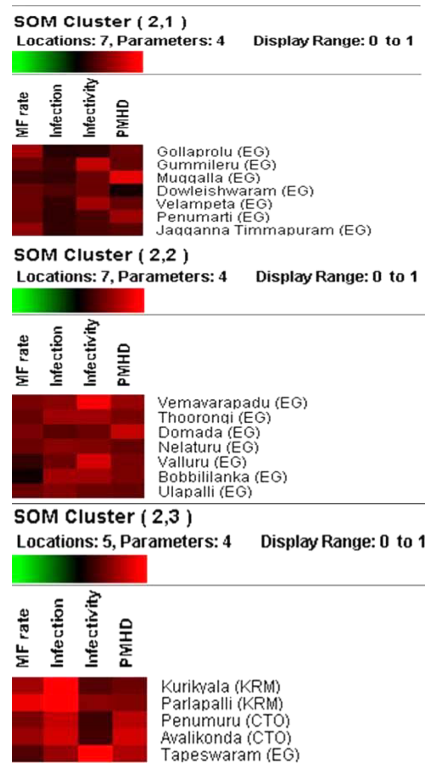 SOM Cluster ( 2,1 )
Locations: 7, Parameters: 4 Display Range: 0 to 1
MF rate
Infection
Infectivity
PMHD
Gollaprolu (EG)
Gummileru (EG)
Muggalla (EG)
Dowleishwaram (EG)
Velampeta (EG)
Penumarti (EG)
Jagganna Timmapuram (EG)
SOM Cluster ( 2,2 )
Locations: 7, Parameters: 4 Display Range: 0 to 1
MF rate
Infection
Infectivity
PMHD
Vemavarapadu (EG)
Thoorongi (EG)
Domada (EG)
Nelaturu (EG)
Valluru (EG)
Bobbililanka (EG)
Ulapalli (EG)
SOM Cluster ( 2,3 )
Locations: 5, Parameters: 4 Display Range: 0 to 1
MF rate
Infection
Infectivity
PMHD
Kurikyala (KRM)
Parlapalli (KRM)
Penumuru (CTO)
Avalikonda (CTO)
Tapeswaram (EG)